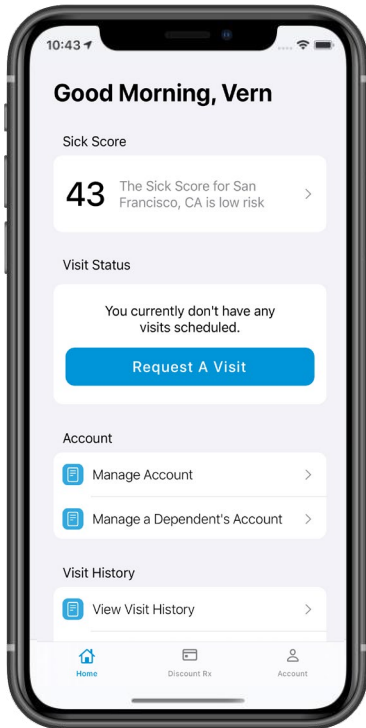 10:43
Good Morning, Vern
Sick Score
43
The Sick Score for San
Francisco, CA is low risk
Visit Status
You currently don't have any
visits scheduled.
Request A Visit
Account
Manage Account
Manage a Dependent's Account
Visit History
View Visit History
Home
Discount Rx
Account